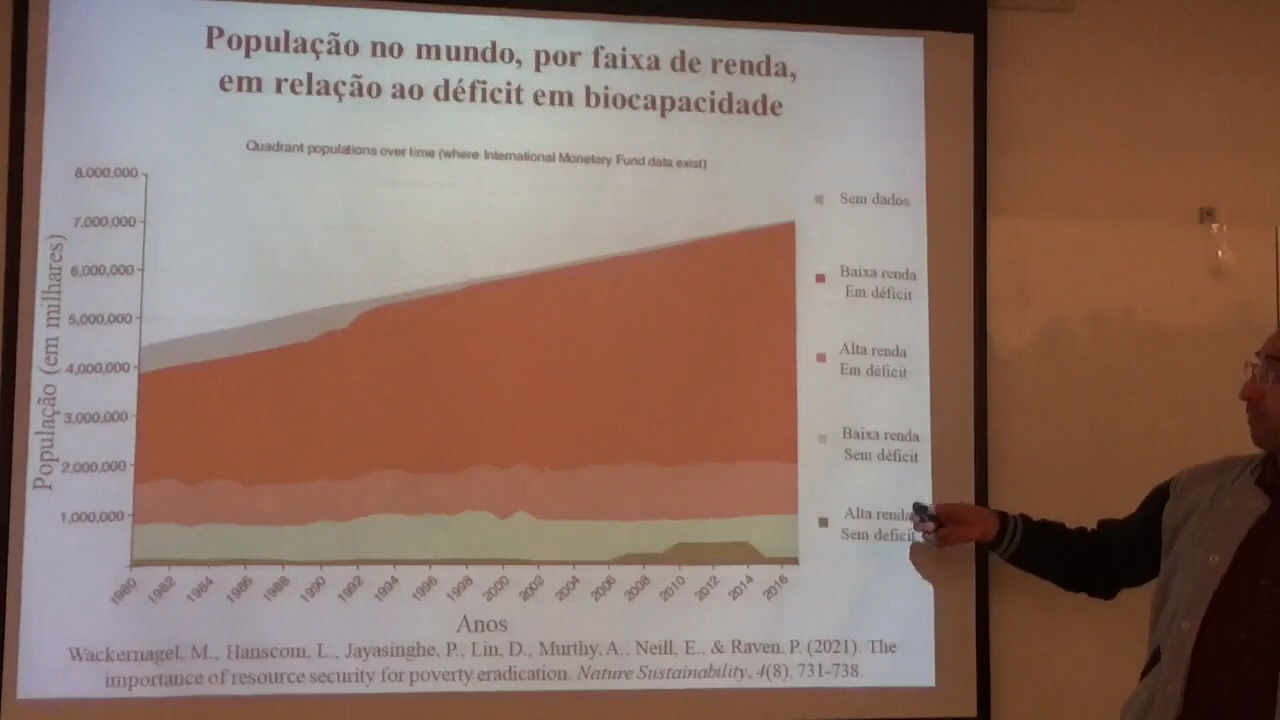 População no mundo, por faixa de renda,
em relação ao déficit em biocapacidade
Quadrant populations over time (where International Monetary Fund data exist)
População (em milhares)
8,000,000
7,000,000
6,000,000
5,000,000
4,000,000
3,000,000
2,000,000
1,000,000
1980 1982 1984 1986 1988 1990 1992 1994 1996 1998 2000 2002 2004 2006 2008 2010 2012 2014 2016
Anos
Sem dados
Baixa renda
Em déficit
Alta renda
Em déficit
Baixa renda
Sem déficit
Alta renda
Sem deficit
Wackernagel, M., Hanscom, L., Jayasinghe, P., Lin, D., Murthy, A., Neill, E., & Raven, P. (2021). The
importance of resource security for poverty eradication. Nature Sustainability, 4(8), 731-738.